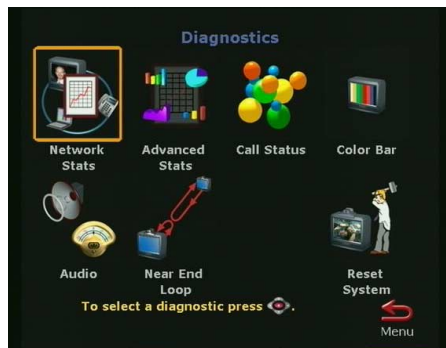 Diagnostics
Network Stats
Advanced Stats
Call Status
Color Bar
Audio
Near End Loop
Reset System
To select a diagnostic press .
Menu